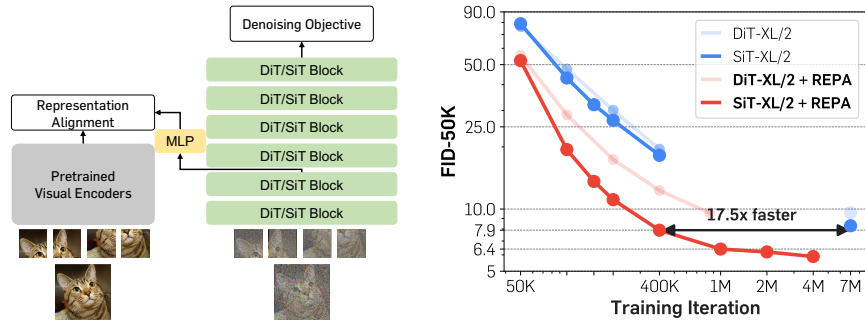 Denoising Objective
DiT/SiT Block
DiT/SiT Block
DiT/SiT Block
DiT/SiT Block
DiT/SiT Block
DiT/SiT Block
Representation
Alignment
MLP
Pretrained
Visual Encoders
FID-50K
90.0
50.0
25.0
10.0
7.9
6.4
5
DiT-XL/2
SiT-XL/2
DiT-XL/2 + REPA
SiT-XL/2 + REPA
17.5x faster
50K
400K
1M
2M
4M
7M
Training Iteration